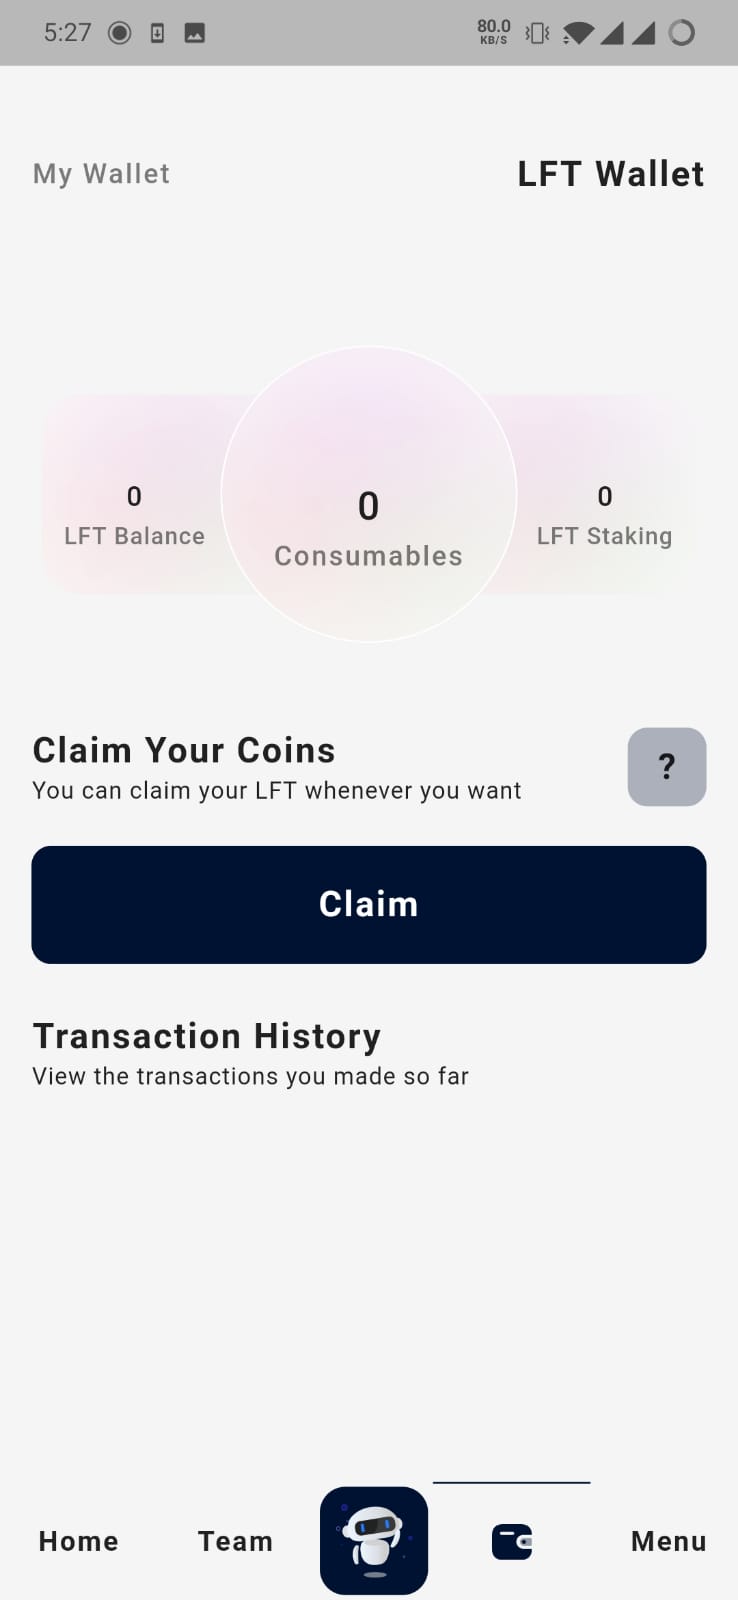 5:27
80.0
KB/S
My Wallet
LFT Wallet
0
LFT Balance
0
Consumables
0
LFT Staking
Claim Your Coins
You can claim your LFT whenever you want
?
Claim
Transaction History
View the transactions you made so far
Home
Team
Menu